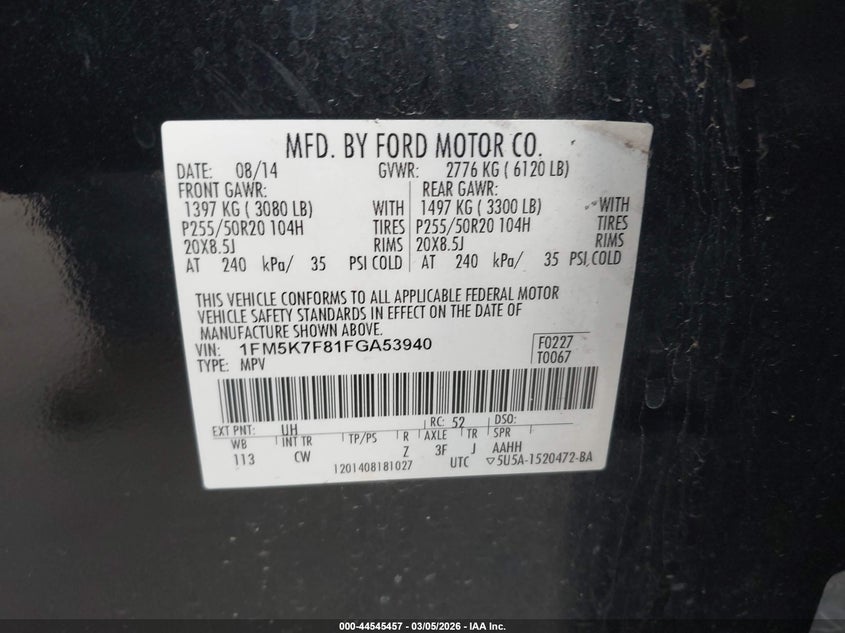 MFD. BY FORD MOTOR CO.
DATE: 08/14 GVWR: 2776 KG ( 6120 LB)
FRONT GAWR: REAR GAWR:
1397 KG ( 3080 LB) WITH 1497 KG ( 3300 LB) WITH
P255/50R20 104H TIRES P255/50R20 104H TIRES
20X8.5J RIMS 20X8.5J RIMS
AT 240 kPa/ 35 PSI COLD AT 240 kPa/ 35 PSI COLD
THIS VEHICLE CONFORMS TO ALL APPLICABLE FEDERAL MOTOR
VEHICLE SAFETY STANDARDS IN EFFECT ON THE DATE OF
MANUFACTURE SHOWN ABOVE.
VIN: 1FM5K7F81FGA53940 F0227
TYPE: MPV T0067
EXT PNT: UH RC: 52 DSO:
WB INT TR TP/PS R AXLE TR SPR
113 CW Z 3F J AAHH
1201408181027 UTC ▽5U5A-1520472-BA
000-44545457 - 03/05/2026 - IAA Inc.